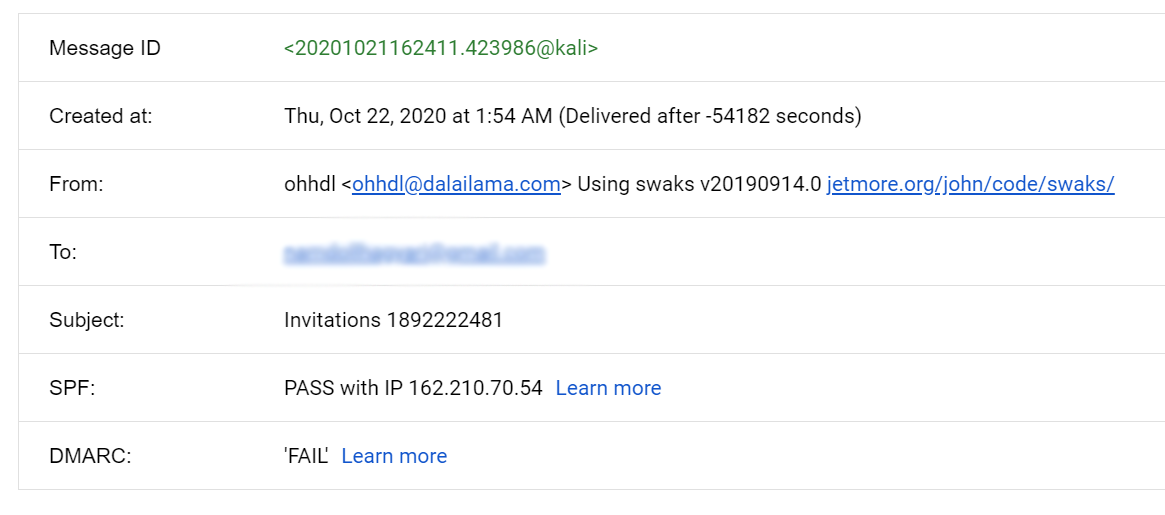 Message ID <20201021162411.423986@kali>
Created at: Thu, Oct 22, 2020 at 1:54 AM (Delivered after -54182 seconds)
From: ohhdl <ohhdl@dalailama.com> Using swaks v20190914.0 jetmore.org/john/code/swaks/
To:
Subject: Invitations 1892222481
SPF: PASS with IP 162.210.70.54 Learn more
DMARC: 'FAIL' Learn more